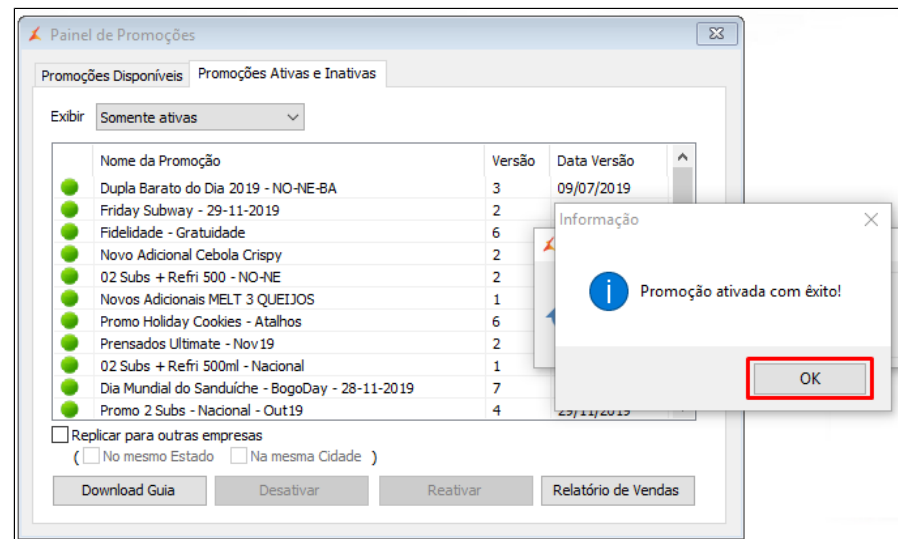 Painel de Promoções
Promoções Disponíveis Promoções Ativas e Inativas
Exibir Somente ativas
Nome da Promoção Versão Data Versão
Dupla Barato do Dia 2019 - NO-NE-BA 3 09/07/2019
Friday Subway - 29-11-2019 2
Fidelidade - Gratuidade 6
Novo Adicional Cebola Crispy 2
02 Subs + Refri 500 - NO-NE 2
Novos Adicionais MELT 3 QUEIJOS 1
Promo Holiday Cookies - Atalhos 6
Prensados Ultimate - Nov19 2
02 Subs + Refri 500ml - Nacional 1
Dia Mundial do Sanduíche - BogoDay - 28-11-2019 7
Promo 2 Subs - Nacional - Out19 4 29/11/2019
Replicar para outras empresas
( No mesmo Estado Na mesma Cidade )
Download Guia Desativar Reativar Relatório de Vendas
Informação
Promoção ativada com êxito!
OK